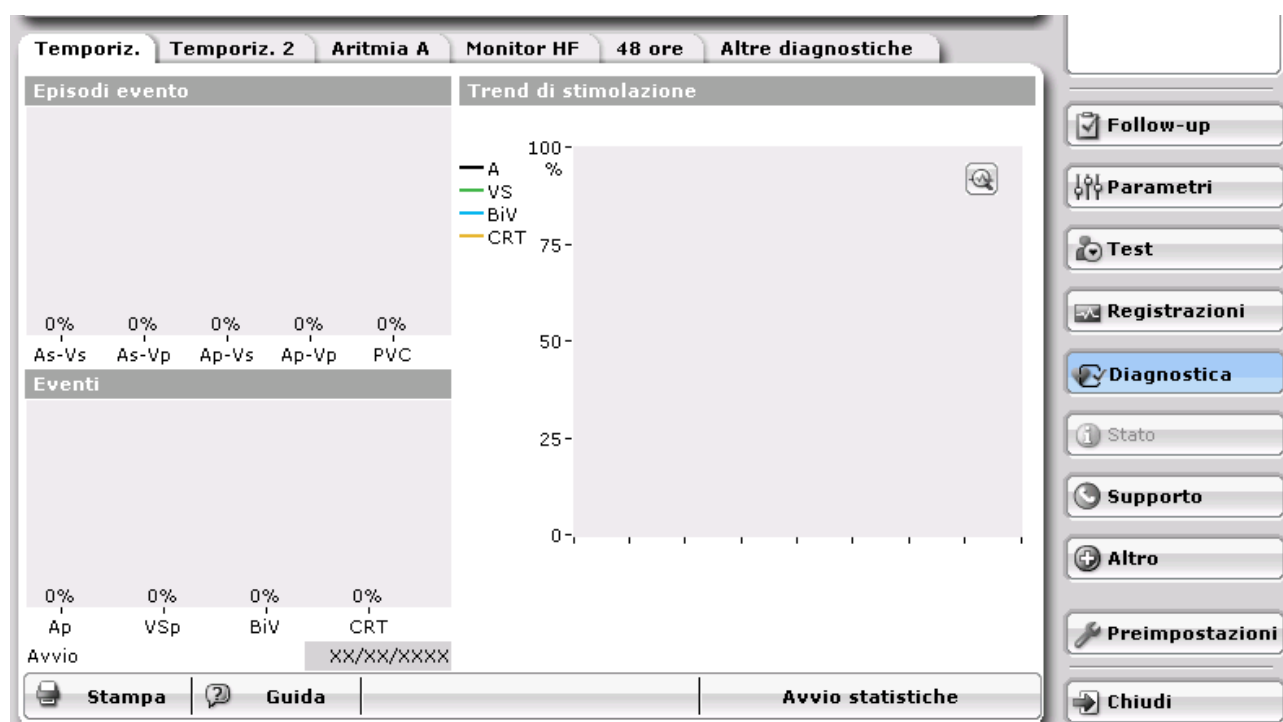 Temporiz. Temporiz. 2 Aritmia A Monitor HF 48 ore Altre diagnostiche
Episodi evento
0% 0% 0% 0% 0%
As-Vs As-Vp Ap-Vs Ap-Vp PVC
Eventi
0% 0% 0% 0%
Ap VSp BiV CRT
Avvio XX/XX/XXXX
Trend di stimolazione
100
%
A
VS
BiV
CRT
75
50
25
0
Stampa Guida Avvio statistiche
Follow-up
Parametri
Test
Registrazioni
Diagnostica
Stato
Supporto
Altro
Preimpostazioni
Chiudi